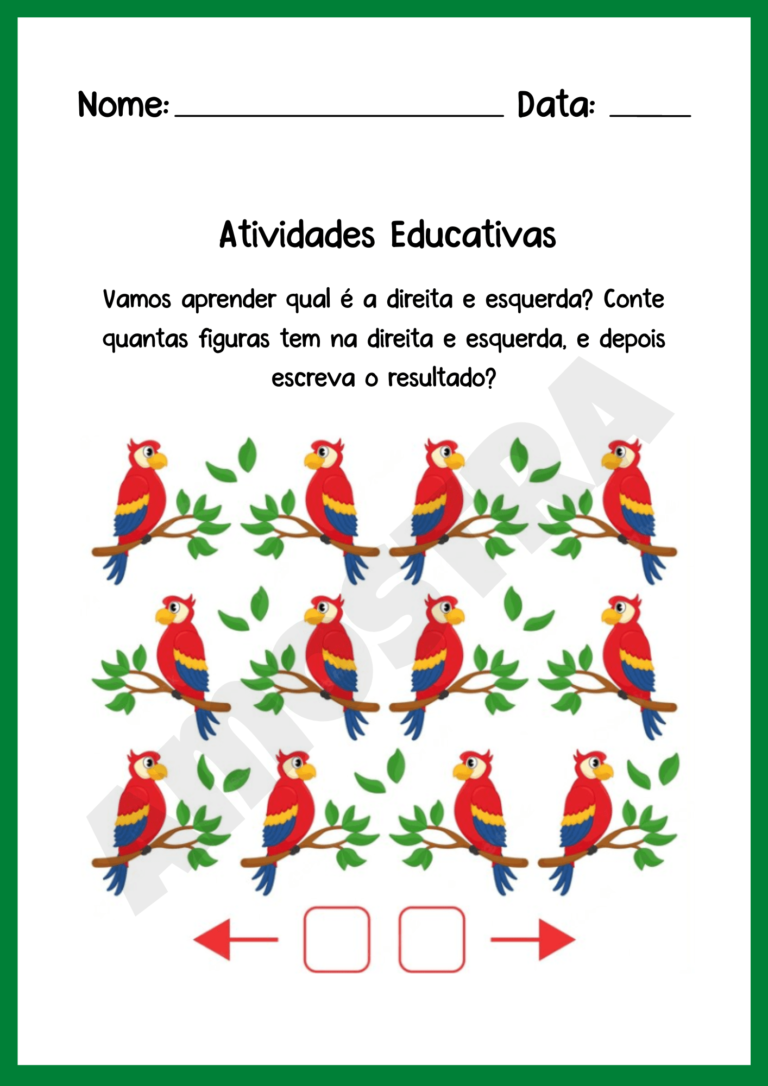 Nome: Data:
Atividades Educativas
Vamos aprender qual é a direita e esquerda? Conte
quantas figuras tem na direita e esquerda, e depois
escreva o resultado?
AMOSTRA